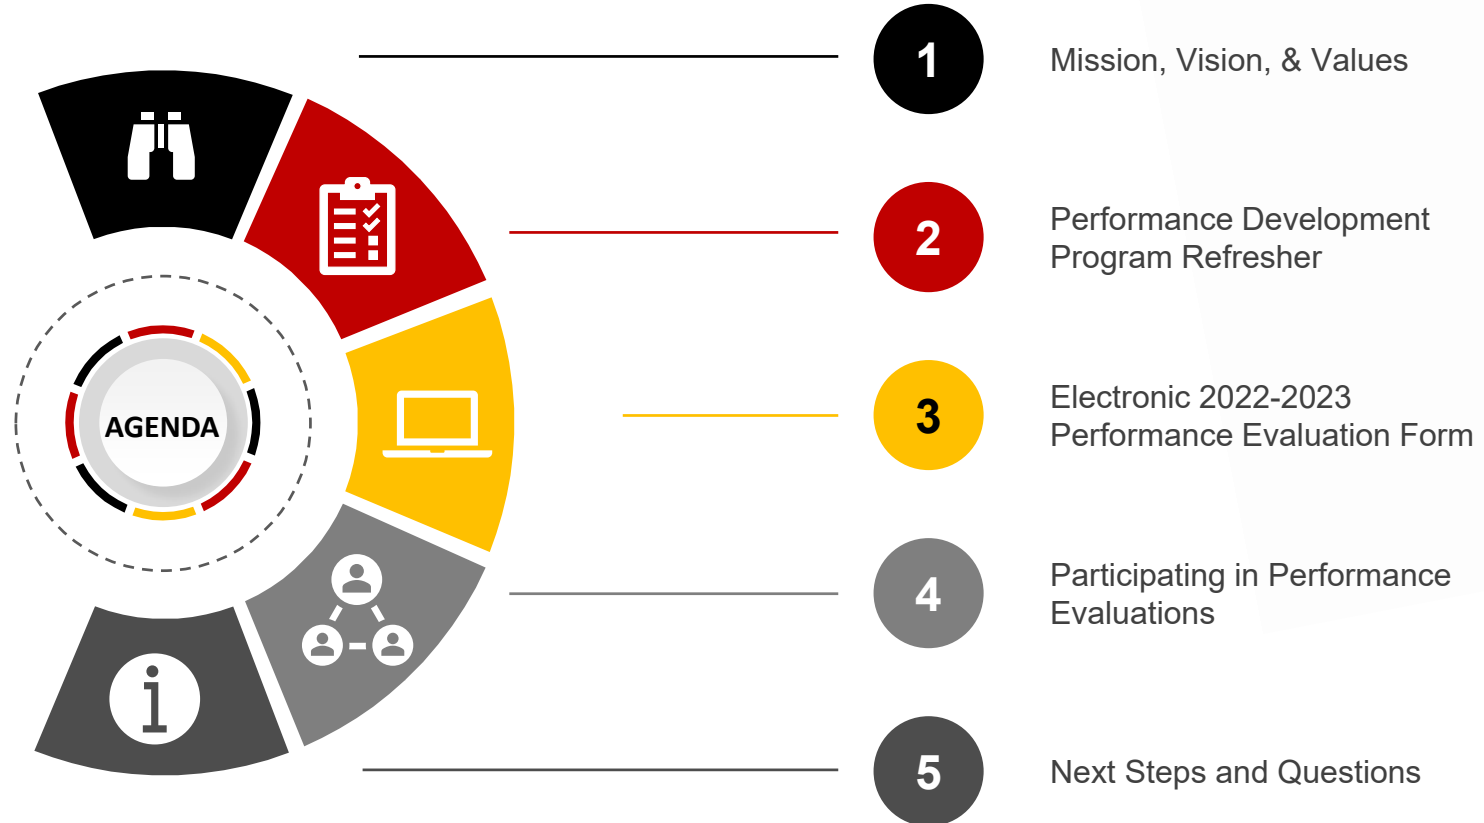 AGENDA
1
Mission, Vision, & Values
2
Performance Development
Program Refresher
3
Electronic 2022-2023
Performance Evaluation Form
4
Participating in Performance
Evaluations
5
Next Steps and Questions